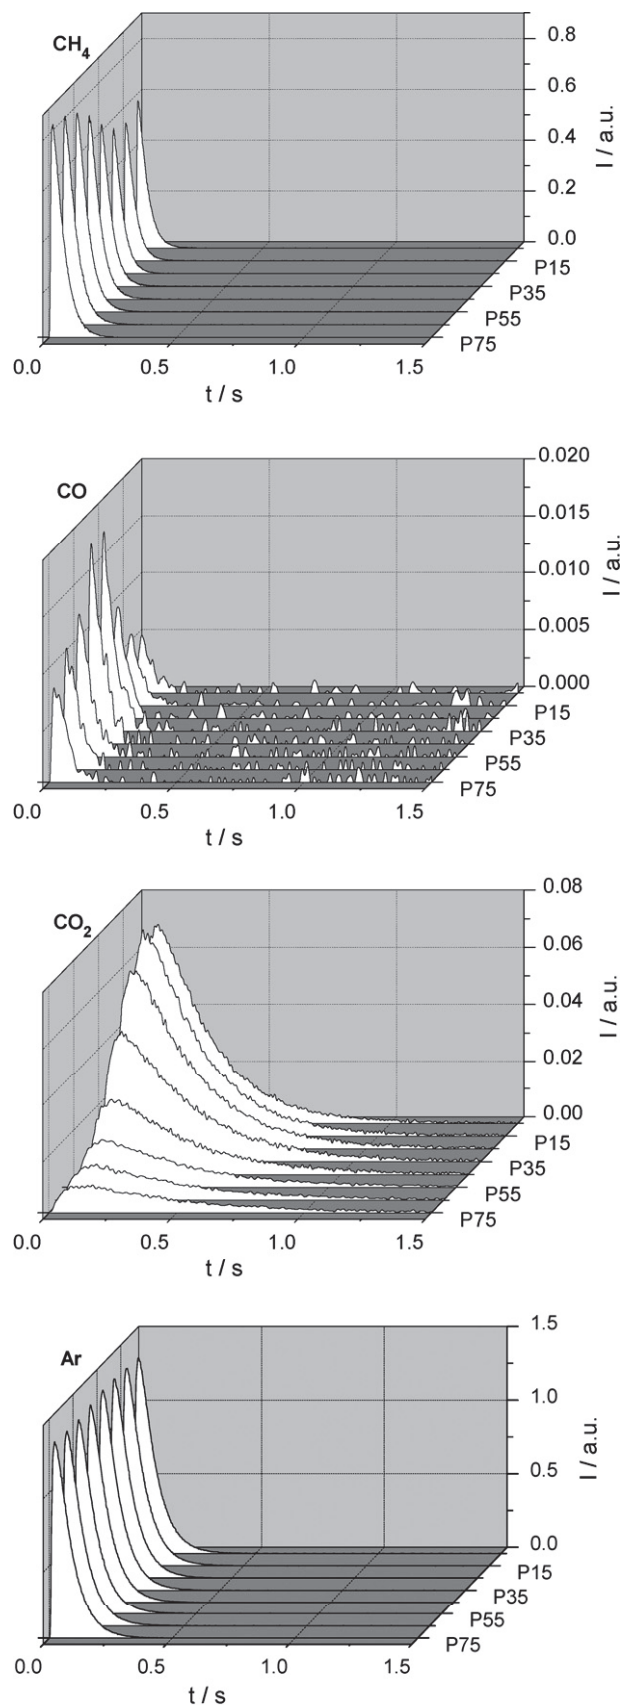 CH4
0.8
0.6
0.4
0.2
0.0
I / a.u.
P15
P35
P55
P75
0.0 0.5 1.0 1.5
t / s
CO
0.020
0.015
0.010
0.005
0.000
I / a.u.
P15
P35
P55
P75
0.0 0.5 1.0 1.5
t / s
CO2
0.08
0.06
0.04
0.02
0.00
I / a.u.
P15
P35
P55
P75
0.0 0.5 1.0 1.5
t / s
Ar
1.5
1.0
0.5
0.0
I / a.u.
P15
P35
P55
P75
0.0 0.5 1.0 1.5
t / s